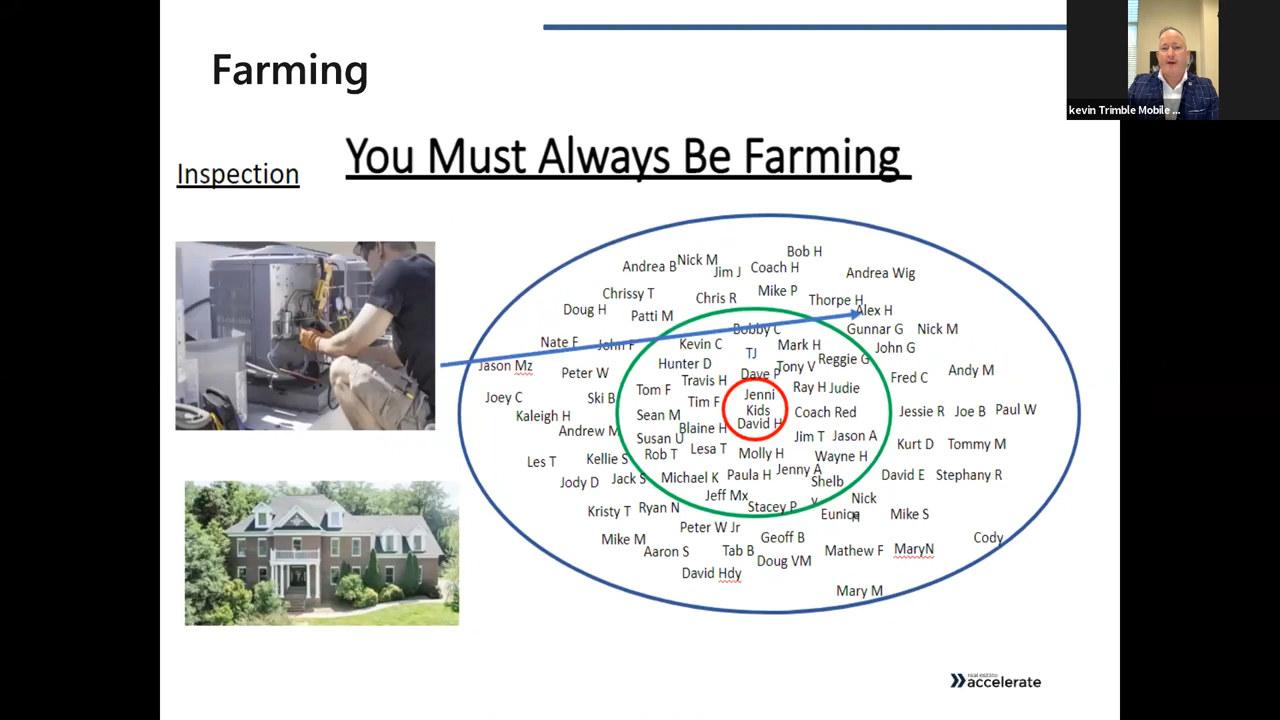 Farming
kevin Trimble Mobile ...
You Must Always Be Farming
Inspection
Bob H
Andrea B
Nick M
Jim J
Coach H
Andrea Wig
Chrissy T
Chris R
Mike P
Thorpe H
Doug H
Patti M
Alex H
Bobby C
Gunnar G
Nick M
Nate F
John F
Kevin C
TJ
Mark H
John G
Jason Mz
Peter W
Hunter D
Dave P
Tony V
Reggie G
Fred C
Andy M
Joey C
Ski B
Tom F
Travis H
Jenni
Ray H
Judie
Kaleigh H
Sean M
Tim F
Kids
Coach Red
Jessie R
Joe B
Paul W
Andrew M
Susan U
Blaine H
David H
Jim T
Jason A
Kurt D
Tommy M
Les T
Kellie S
Rob T
Lesa T
Molly H
Wayne H
Jody D
Jack S
Michael K
Paula H
Jenny A
Shelb
y
David E
Stephany R
Kristy T
Ryan N
Jeff Mx
Stacey P
Nick
H
Eunice
Mike S
Mike M
Peter W Jr
Geoff B
Cody
Aaron S
Tab B
Doug VM
Mathew F
MaryN
David Hdy
Mary M
real estate
accelerate